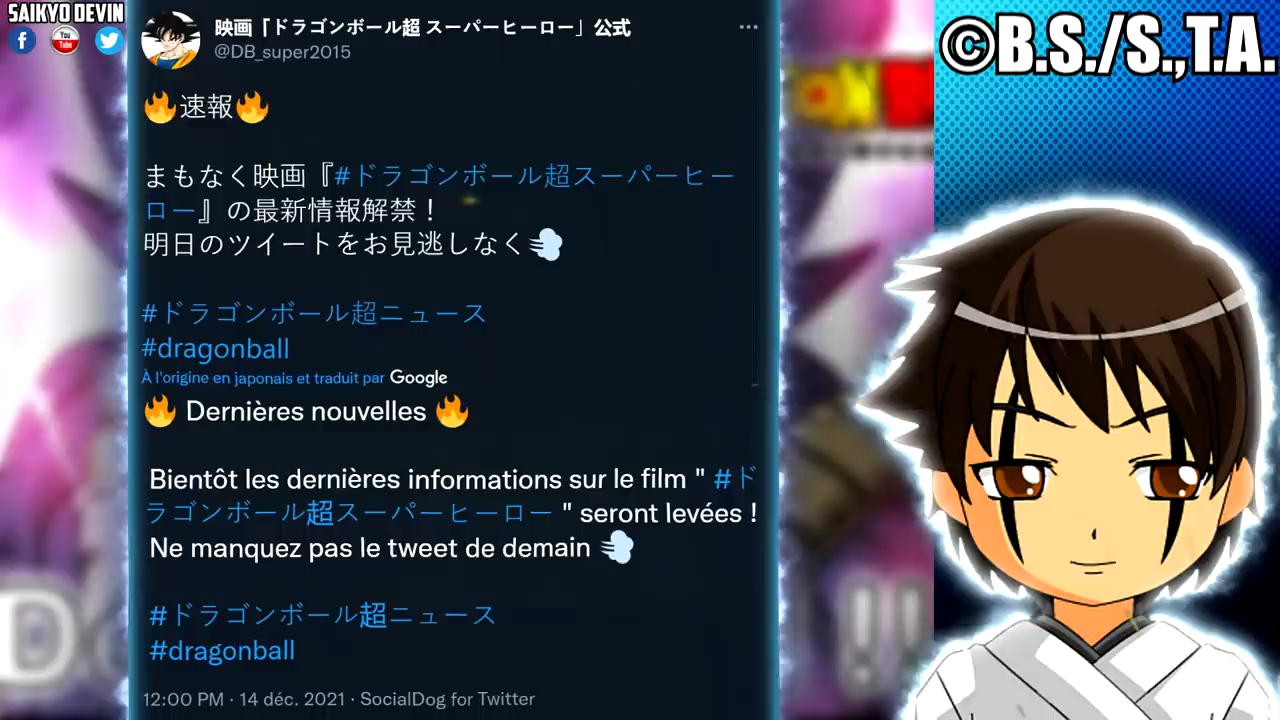 SAIKYO DEVIN
You
Tube
映画「ドラゴンボール超 スーパーヒーロー」公式
@DB_super2015
©B.S./S.,T.A.
🔥速報🔥
まもなく映画『#ドラゴンボール超スーパーヒー
ロー』の最新情報解禁！
明日のツイートをお見逃しなく💨
#ドラゴンボール超ニュース
#dragonball
À l'origine en japonais et traduit par Google
🔥 Dernières nouvelles 🔥
Bientôt les dernières informations sur le film " #ド
ラゴンボール超スーパーヒーロー " seront levées !
Ne manquez pas le tweet de demain 💨
#ドラゴンボール超ニュース
#dragonball
12:00 PM · 14 déc. 2021 · SocialDog for Twitter